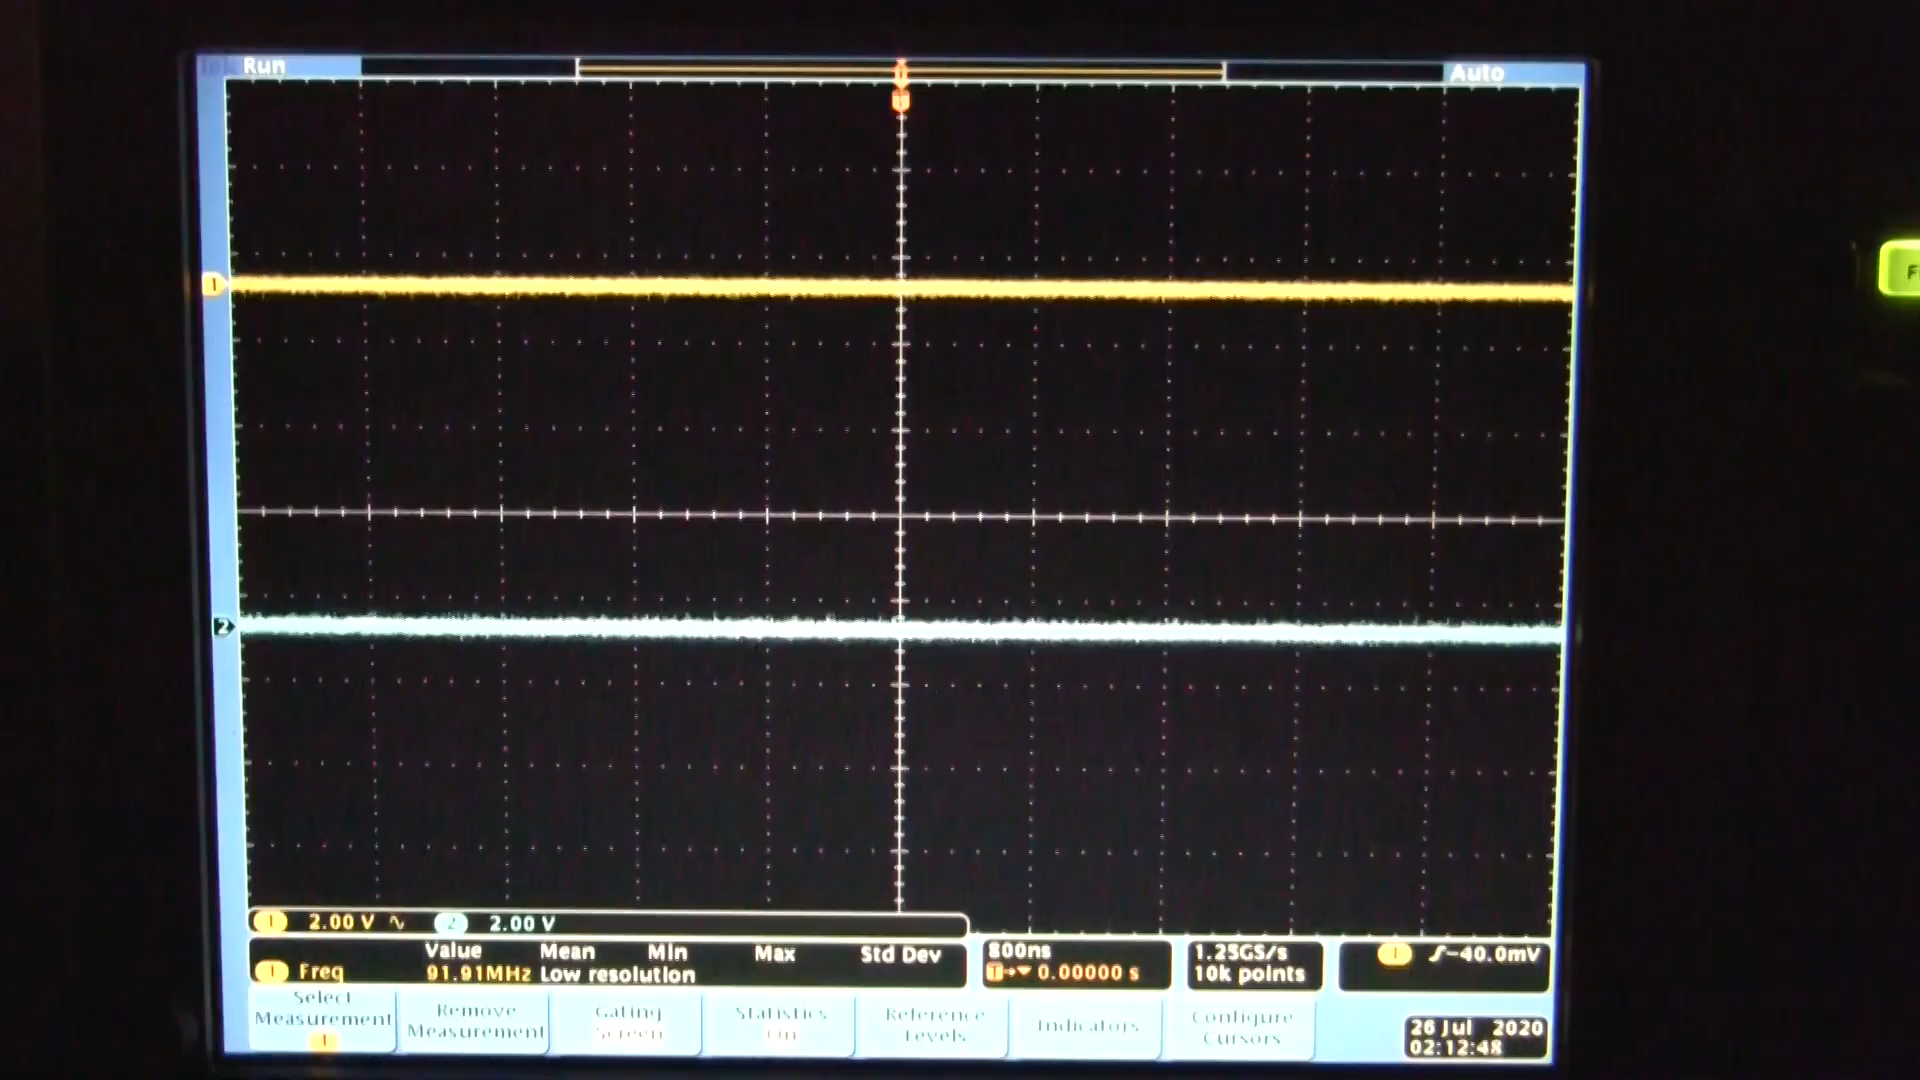 Run
Auto
1
2
1 2.00 V 2 2.00 V
Value Mean Min Max Std Dev
1 Freq 91.91MHz Low resolution
800ns
0.00000 s
1.25GS/s
10k points
1 -40.0mV
Select
Measurement
1
Remove
Measurement
Gating
Screen
Statistics
On
Reference
Levels
Indicators
Configure
Cursors
26 Jul 2020
02:12:48